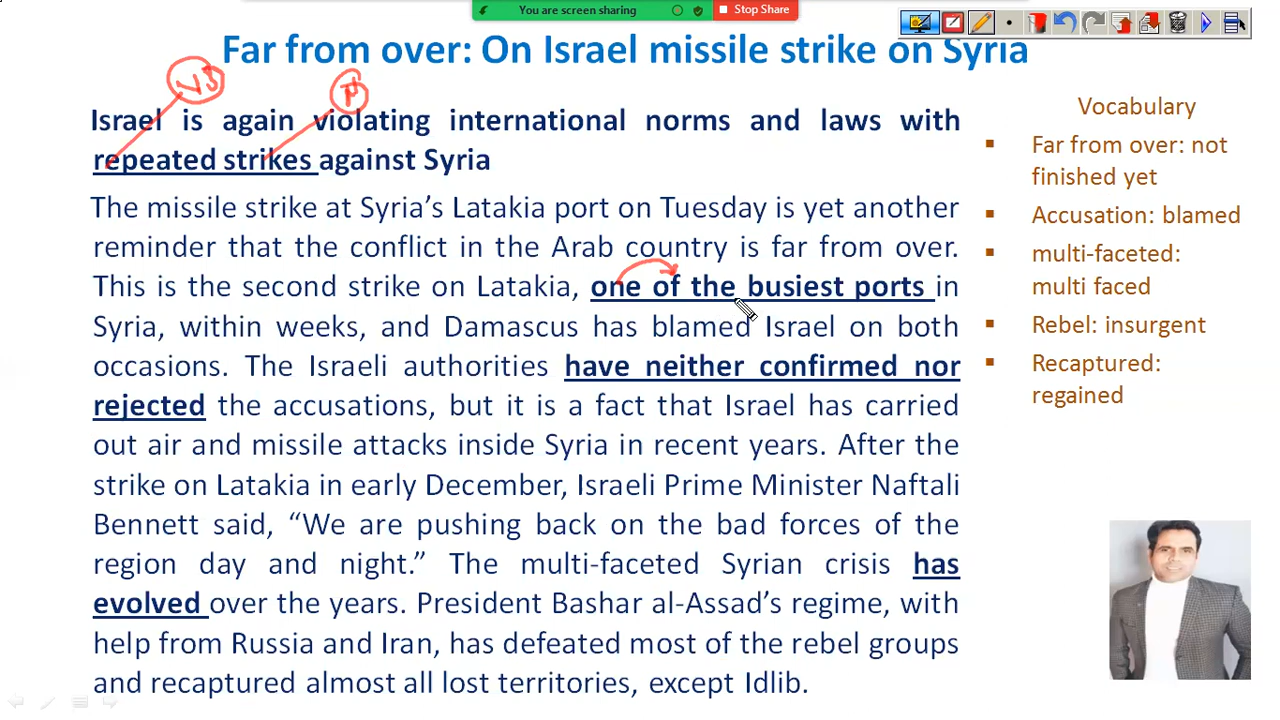 You are screen sharing
Stop Share
Far from over: On Israel missile strike on Syria
V3
Israel is again violating international norms and laws with
repeated strikes against Syria
The missile strike at Syria's Latakia port on Tuesday is yet another
reminder that the conflict in the Arab country is far from over.
This is the second strike on Latakia, one of the busiest ports in
Syria, within weeks, and Damascus has blamed Israel on both
occasions. The Israeli authorities have neither confirmed nor
rejected the accusations, but it is a fact that Israel has carried
out air and missile attacks inside Syria in recent years. After the
strike on Latakia in early December, Israeli Prime Minister Naftali
Bennett said, “We are pushing back on the bad forces of the
region day and night.” The multi-faceted Syrian crisis has
evolved over the years. President Bashar al-Assad's regime, with
help from Russia and Iran, has defeated most of the rebel groups
and recaptured almost all lost territories, except Idlib.
Vocabulary
Far from over: not
finished yet
Accusation: blamed
multi-faceted:
multi faced
Rebel: insurgent
Recaptured:
regained